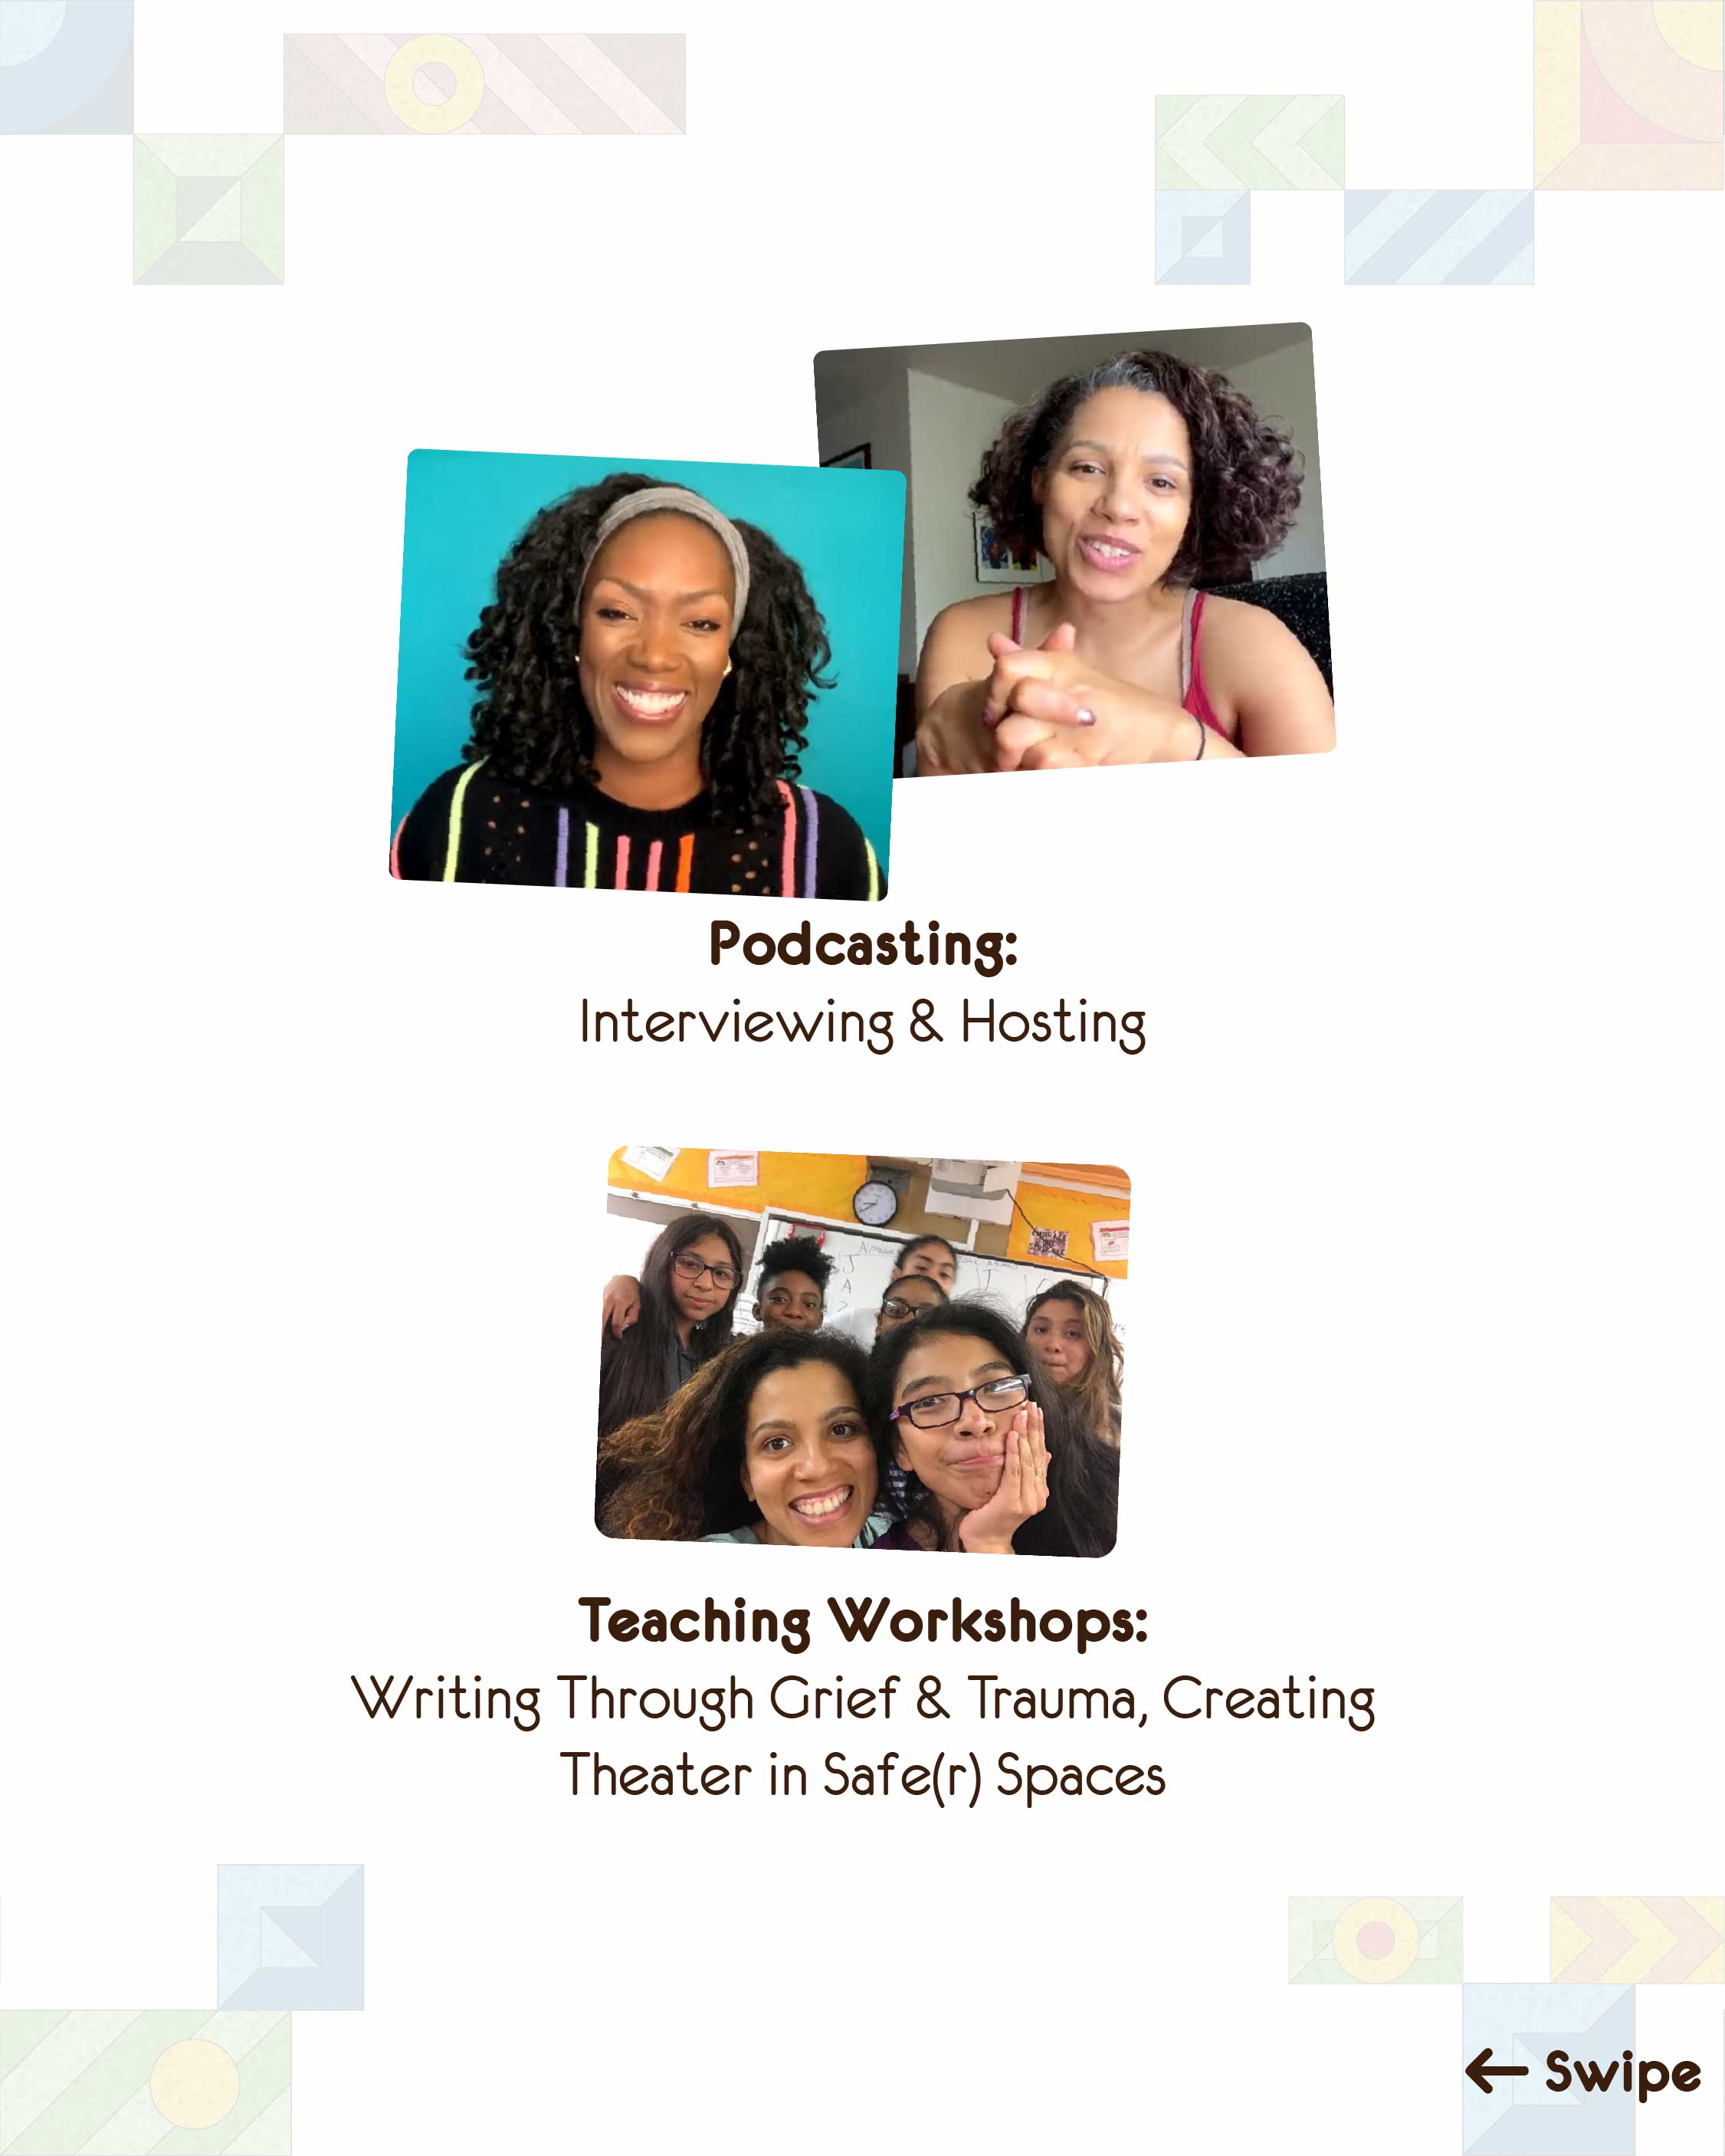 Podcasting:
Interviewing & Hosting
Teaching Workshops:
Writing Through Grief & Trauma, Creating
Theater in Safe(r) Spaces
← Swipe